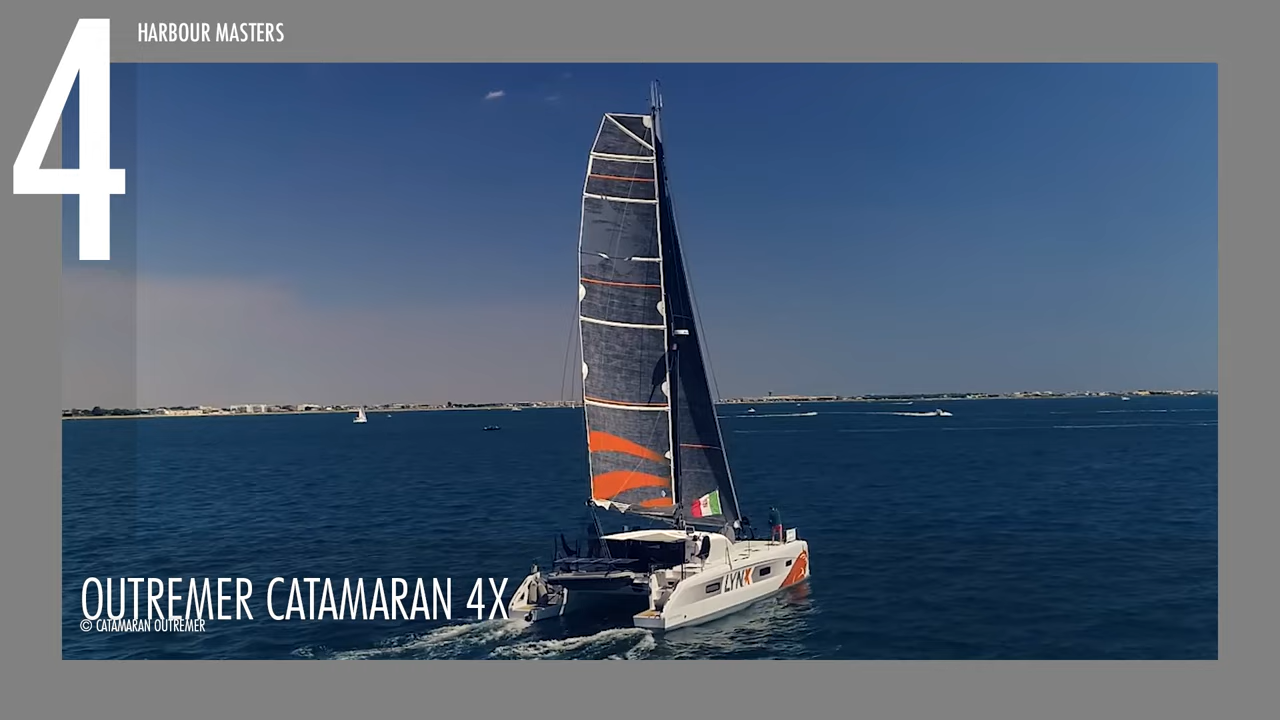 4
HARBOUR MASTERS
LYNX
OUTREMER CATAMARAN 4X
© CATAMARAN OUTREMER